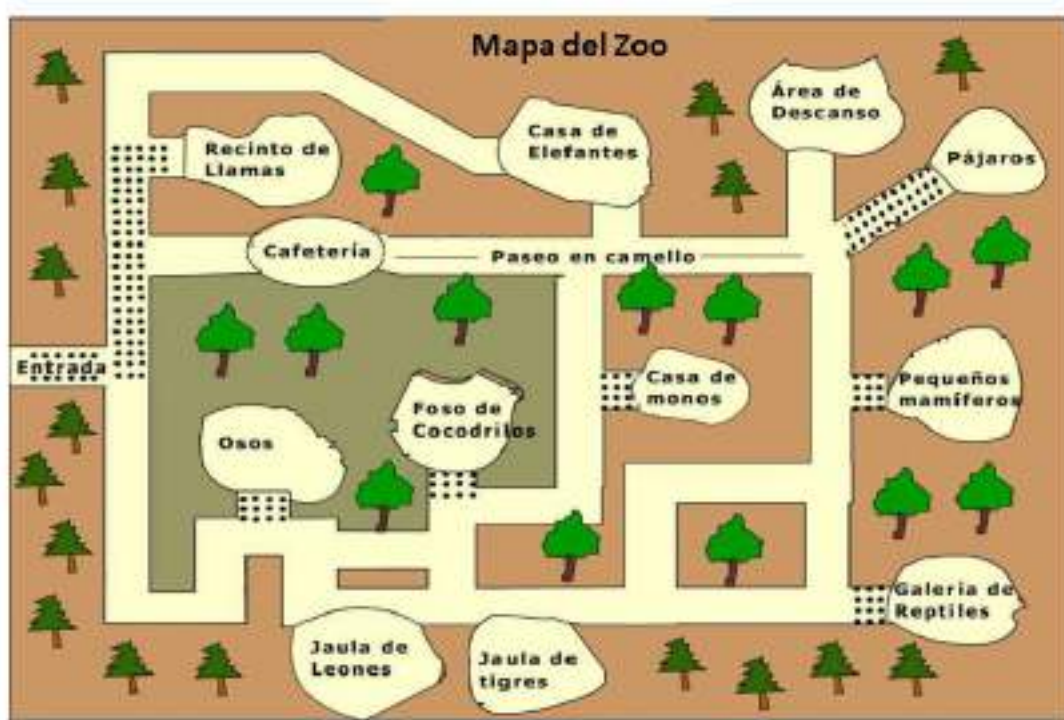 Mapa del Zoo
Área de
Descanso
Casa de
Elefantes
Recinto de
Llamas
Pájaros
Cafetería
Paseo en camello
Entrada
Casa de
monos
Pequeños
mamíferos
Foso de
Cocodrilos
Osos
Galeria de
Reptiles
Jaula de
Leones
Jaula de
tigres